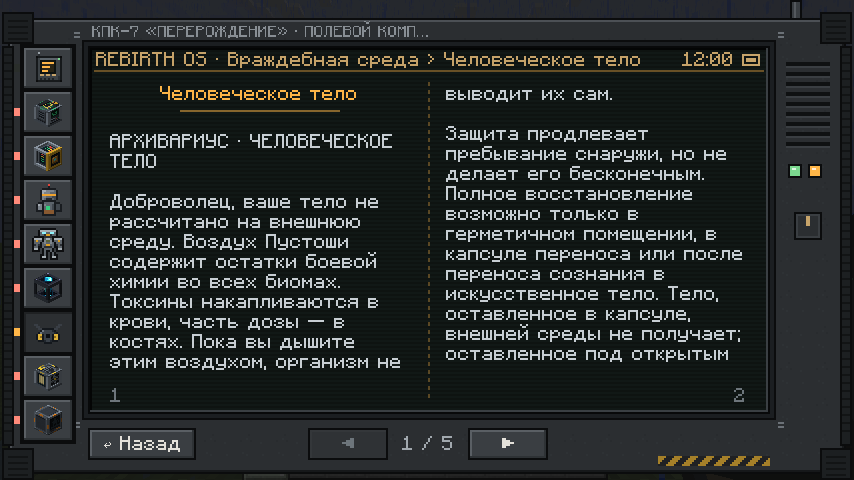 КПК-7 «ПЕРЕРОЖДЕНИЕ» · ПОЛЕВОЙ КОМП...
REBIRTH OS · Враждебная среда > Человеческое тело 12:00
Человеческое тело
АРХИВАРИУС · ЧЕЛОВЕЧЕСКОЕ
ТЕЛО
Доброволец, ваше тело не
рассчитано на внешнюю
среду. Воздух Пустоши
содержит остатки боевой
химии во всех биомах.
Токсины накапливаются в
крови, часть дозы — в
костях. Пока вы дышите
этим воздухом, организм не
1
выводит их сам.
Защита продлевает
пребывание снаружи, но не
делает его бесконечным.
Полное восстановление
возможно только в
герметичном помещении, в
капсуле переноса или после
переноса сознания в
искусственное тело. Тело,
оставленное в капсуле,
внешней среды не получает;
оставленное под открытым
2
Назад
1 / 5